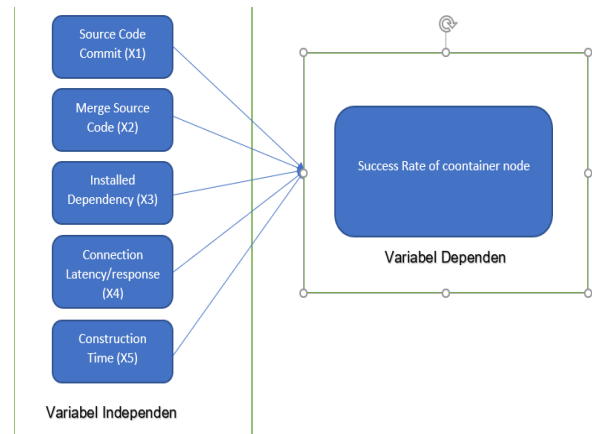 Source Code
Commit (X1)
Merge Source
Code (X2)
Installed
Dependency (X3)
Connection
Latency/response
(X4)
Construction
Time (X5)
Variabel Independen
Success Rate of coontainer node
Variabel Dependen